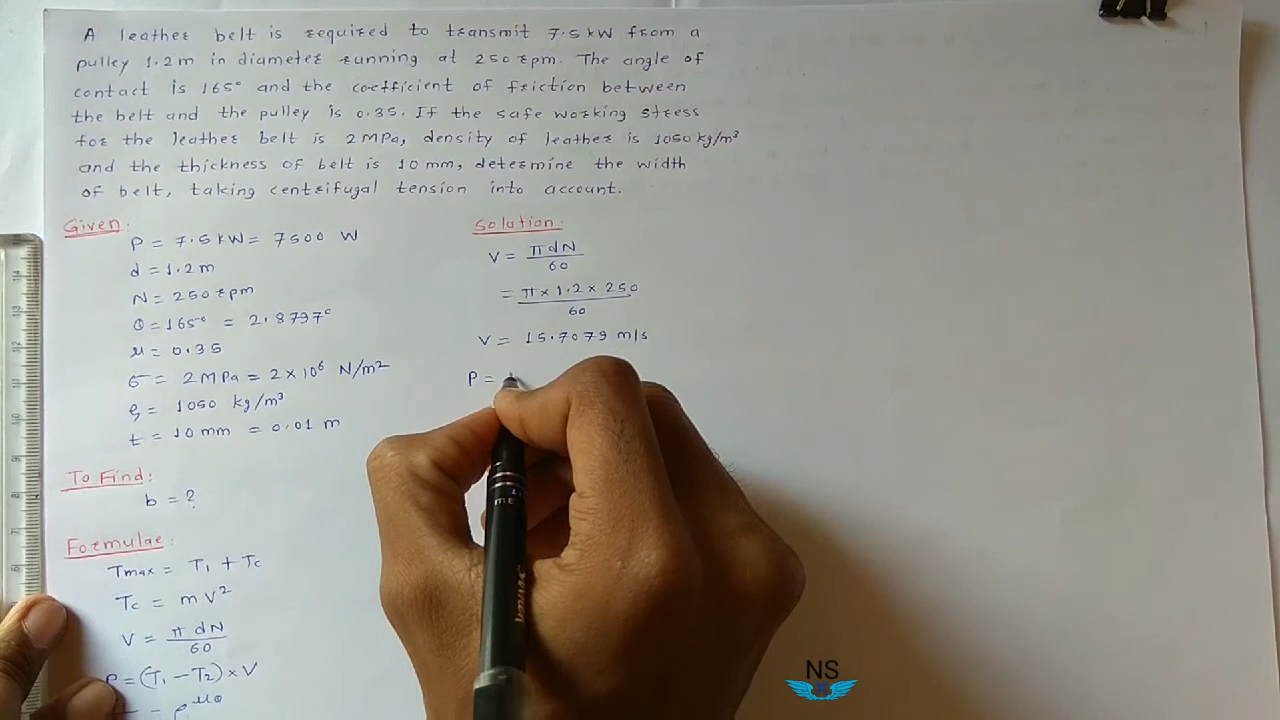 A leather belt is required to transmit 7.5 kW from a
pulley 1.2 m in diameter running at 250 rpm. The angle of
contact is 165° and the coefficient of friction between
the belt and the pulley is 0.35. If the safe working stress
for the leather belt is 2 MPa, density of leather is 1050 kg/m³
and the thickness of belt is 10 mm, determine the width
of belt, taking centrifugal tension into account.
Given:
P = 7.5 kW = 7500 W
d = 1.2 m
N = 250 rpm
θ = 165° = 2.8797ᶜ
μ = 0.35
σ = 2 MPa = 2 × 10⁶ N/m²
ρ = 1050 kg/m³
t = 10 mm = 0.01 m
To Find:
b = ?
Formulae:
Tmax = T₁ + Tc
Tc = mV²
V = πdN / 60
P = (T₁ - T₂) × V
= e^μθ
Solution:
V = πdN / 60
= π × 1.2 × 250 / 60
V = 15.7079 m/s
P =
NS